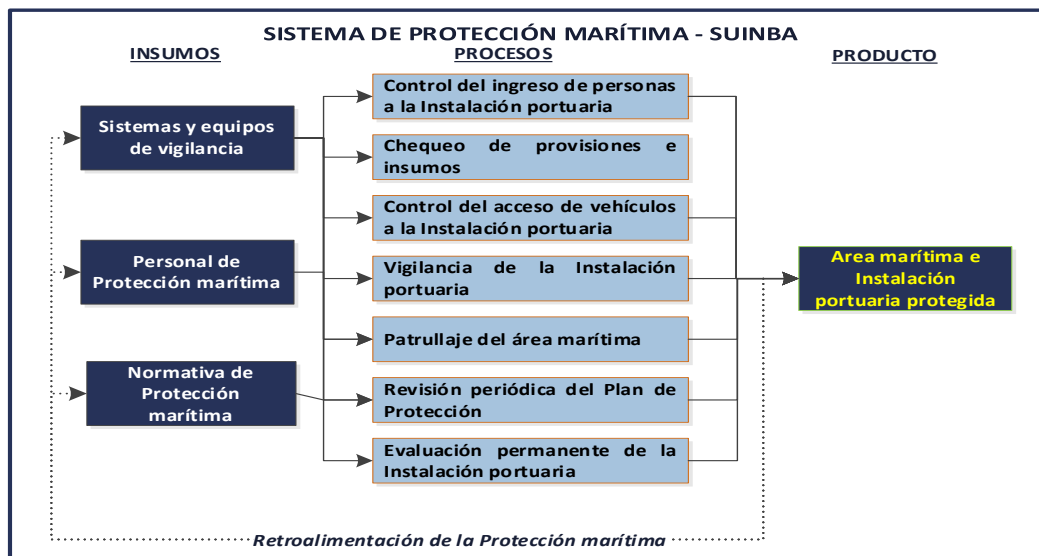 SISTEMA DE PROTECCIÓN MARÍTIMA - SUINBA
INSUMOS
PROCESOS
PRODUCTO
Sistemas y equipos
de vigilancia
Personal de
Protección marítima
Normativa de
Protección
marítima
Control del ingreso de personas
a la Instalación portuaria
Chequeo de provisiones e
insumos
Control del acceso de vehículos
a la Instalación portuaria
Vigilancia de la Instalación
portuaria
Patrullaje del área marítima
Revisión periódica del Plan de
Protección
Evaluación permanente de la
Instalación portuaria
Area marítima e
Instalación
portuaria protegida
Retroalimentación de la Protección marítima